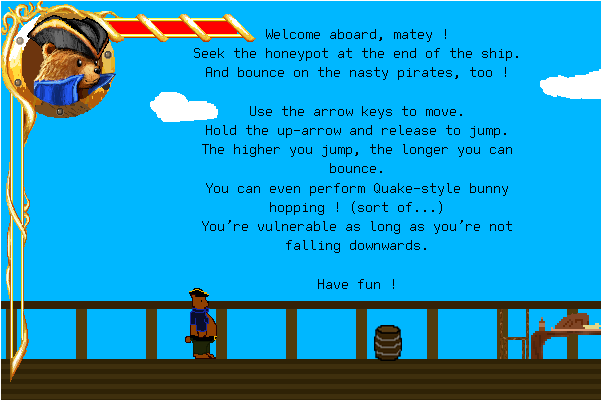 Welcome aboard, matey !
Seek the honeypot at the end of the ship.
And bounce on the nasty pirates, too !
Use the arrow keys to move.
Hold the up-arrow and release to jump.
The higher you jump, the longer you can
bounce.
You can even perform Quake-style bunny
hopping ! (sort of...)
You're vulnerable as long as you're not
falling downwards.
Have fun !